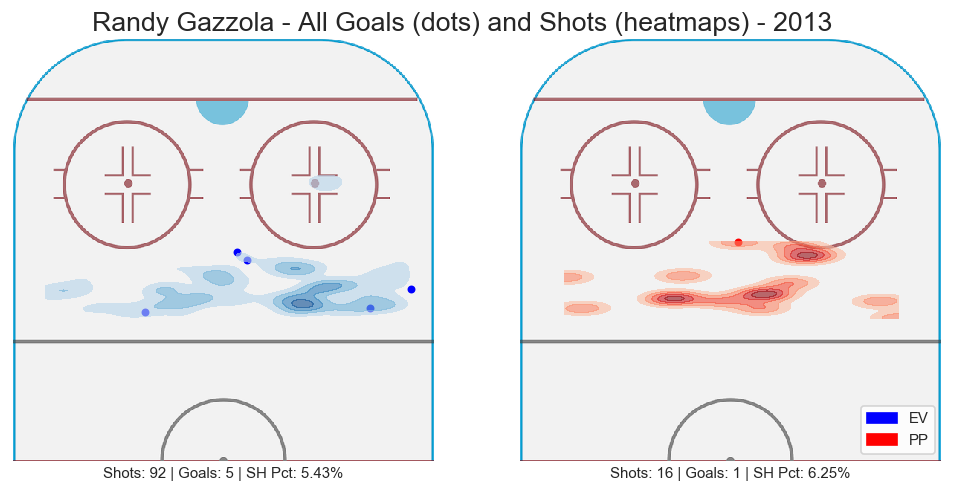 Randy Gazzola - All Goals (dots) and Shots (heatmaps) - 2013
EV
PP
Shots: 92 | Goals: 5 | SH Pct: 5.43%
Shots: 16 | Goals: 1 | SH Pct: 6.25%